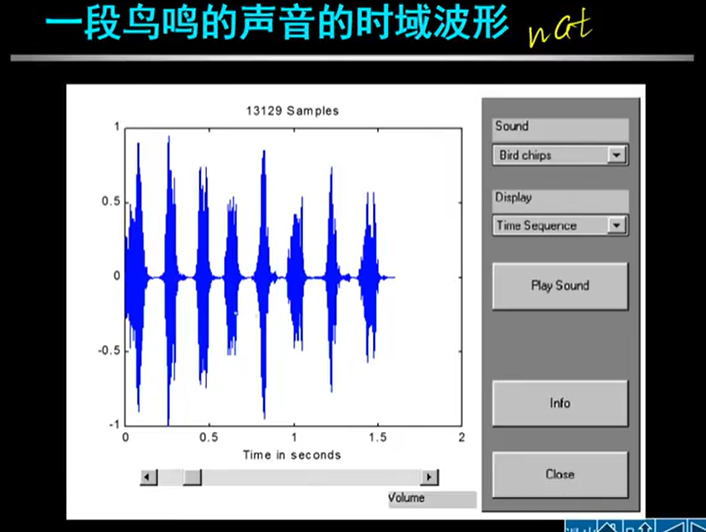 一段鸟鸣的声音的时域波形 nat
13129 Samples
1
0.5
0
-0.5
-1
0 0.5 1 1.5 2
Time in seconds
Volume
Sound
Bird chirps
Display
Time Sequence
Play Sound
Info
Close